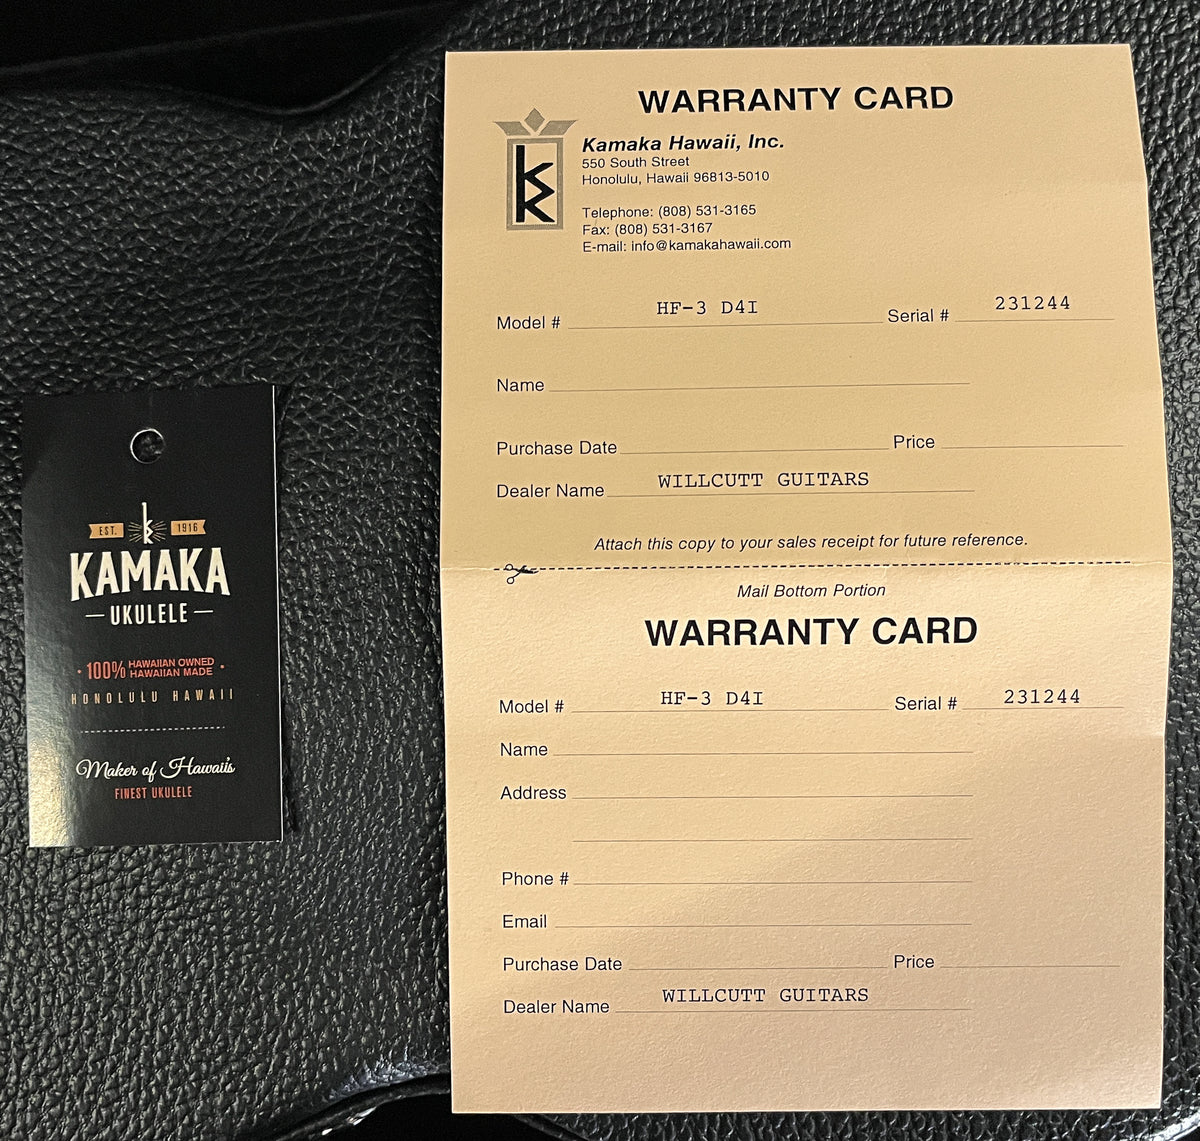 EST. 1916
KAMAKA
UKULELE
100% HAWAIIAN OWNED
HAWAIIAN MADE
HONOLULU HAWAII
Maker of Hawaii's
FINEST UKULELE
WARRANTY CARD
Kamaka Hawaii, Inc.
550 South Street
Honolulu, Hawaii 96813-5010
Telephone: (808) 531-3165
Fax: (808) 531-3167
E-mail: info@kamakahawaii.com
Model # HF-3 D4I Serial # 231244
Name
Purchase Date Price
Dealer Name WILLCUTT GUITARS
Attach this copy to your sales receipt for future reference.
Mail Bottom Portion
WARRANTY CARD
Model # HF-3 D4I Serial # 231244
Name
Address
Phone #
Email
Purchase Date Price
Dealer Name WILLCUTT GUITARS